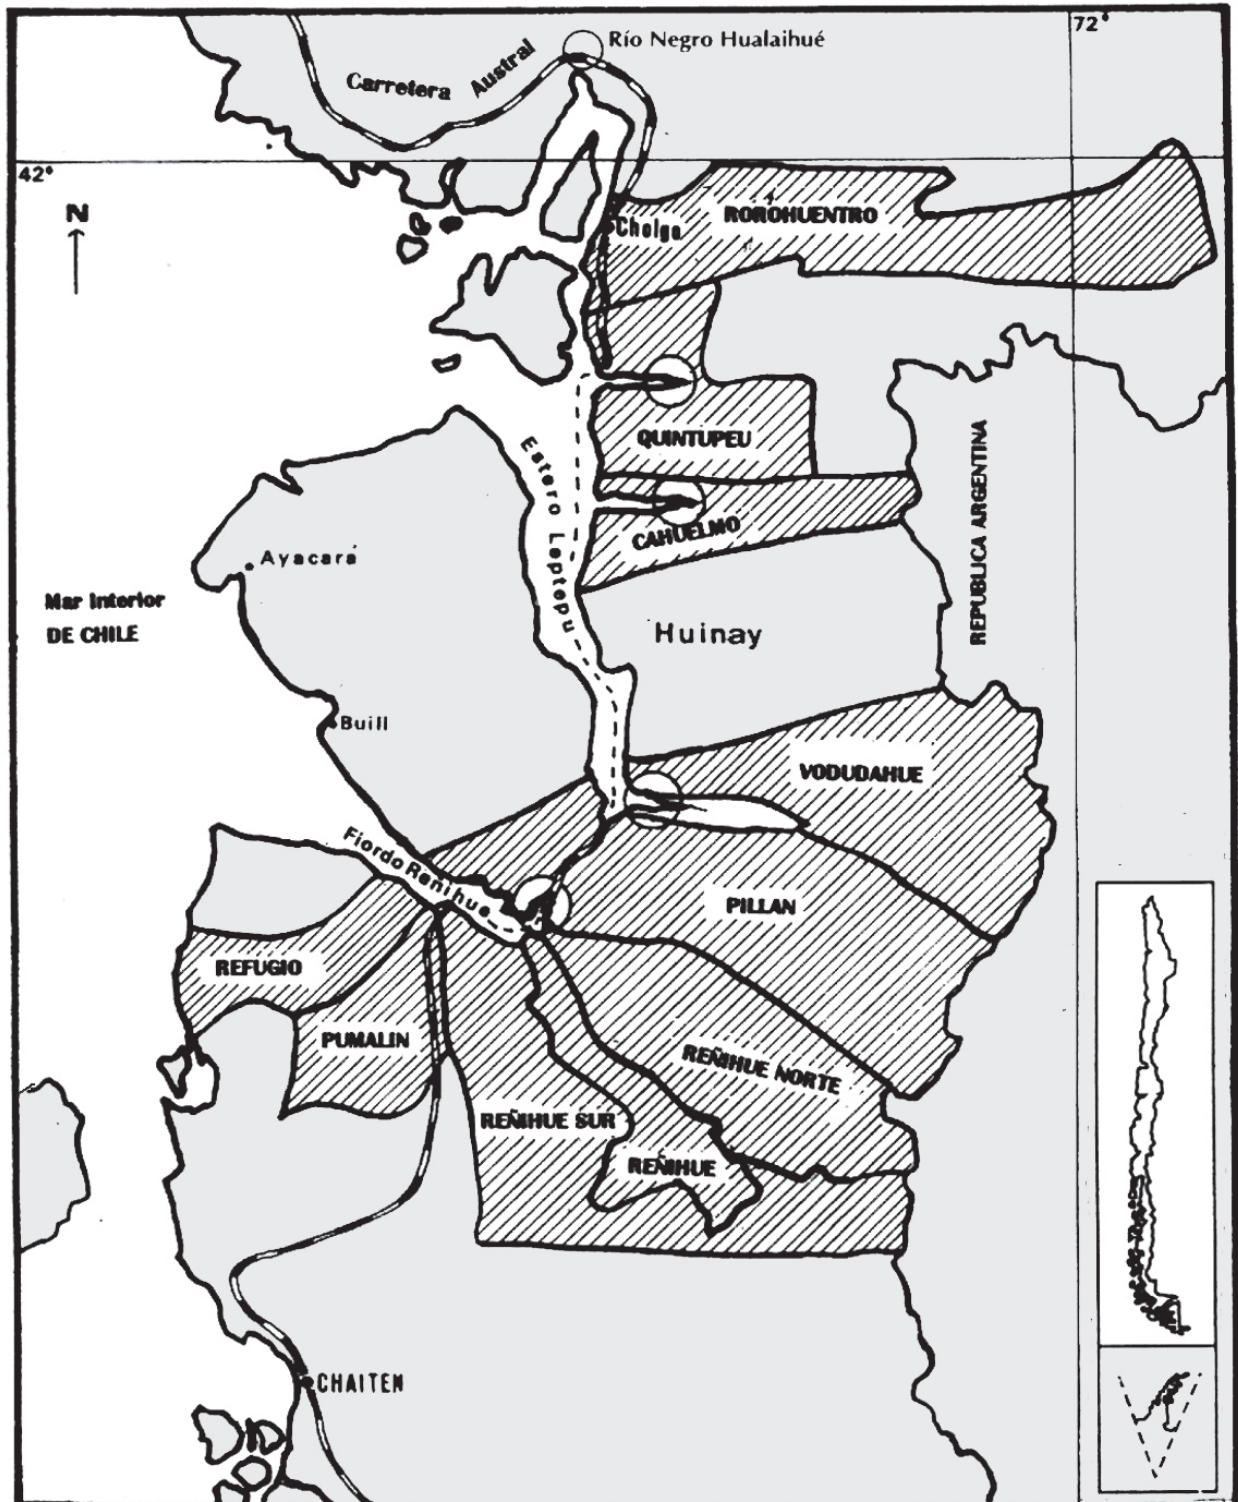 72°
Río Negro Hualaihué
Carretera Austral
42°
N
ROROHUENTRO
Cholgo
QUINTUPEU
Estero Leptepu
CAHUELMO
REPUBLICA ARGENTINA
Ayacara
Mar Interior
DE CHILE
Huinay
Buill
VODUDAHUE
Fiordo Reñihue
PILLAN
REFUGIO
PUMALIN
REÑIHUE NORTE
REÑIHUE SUR
REÑIHUE
CHAITEN